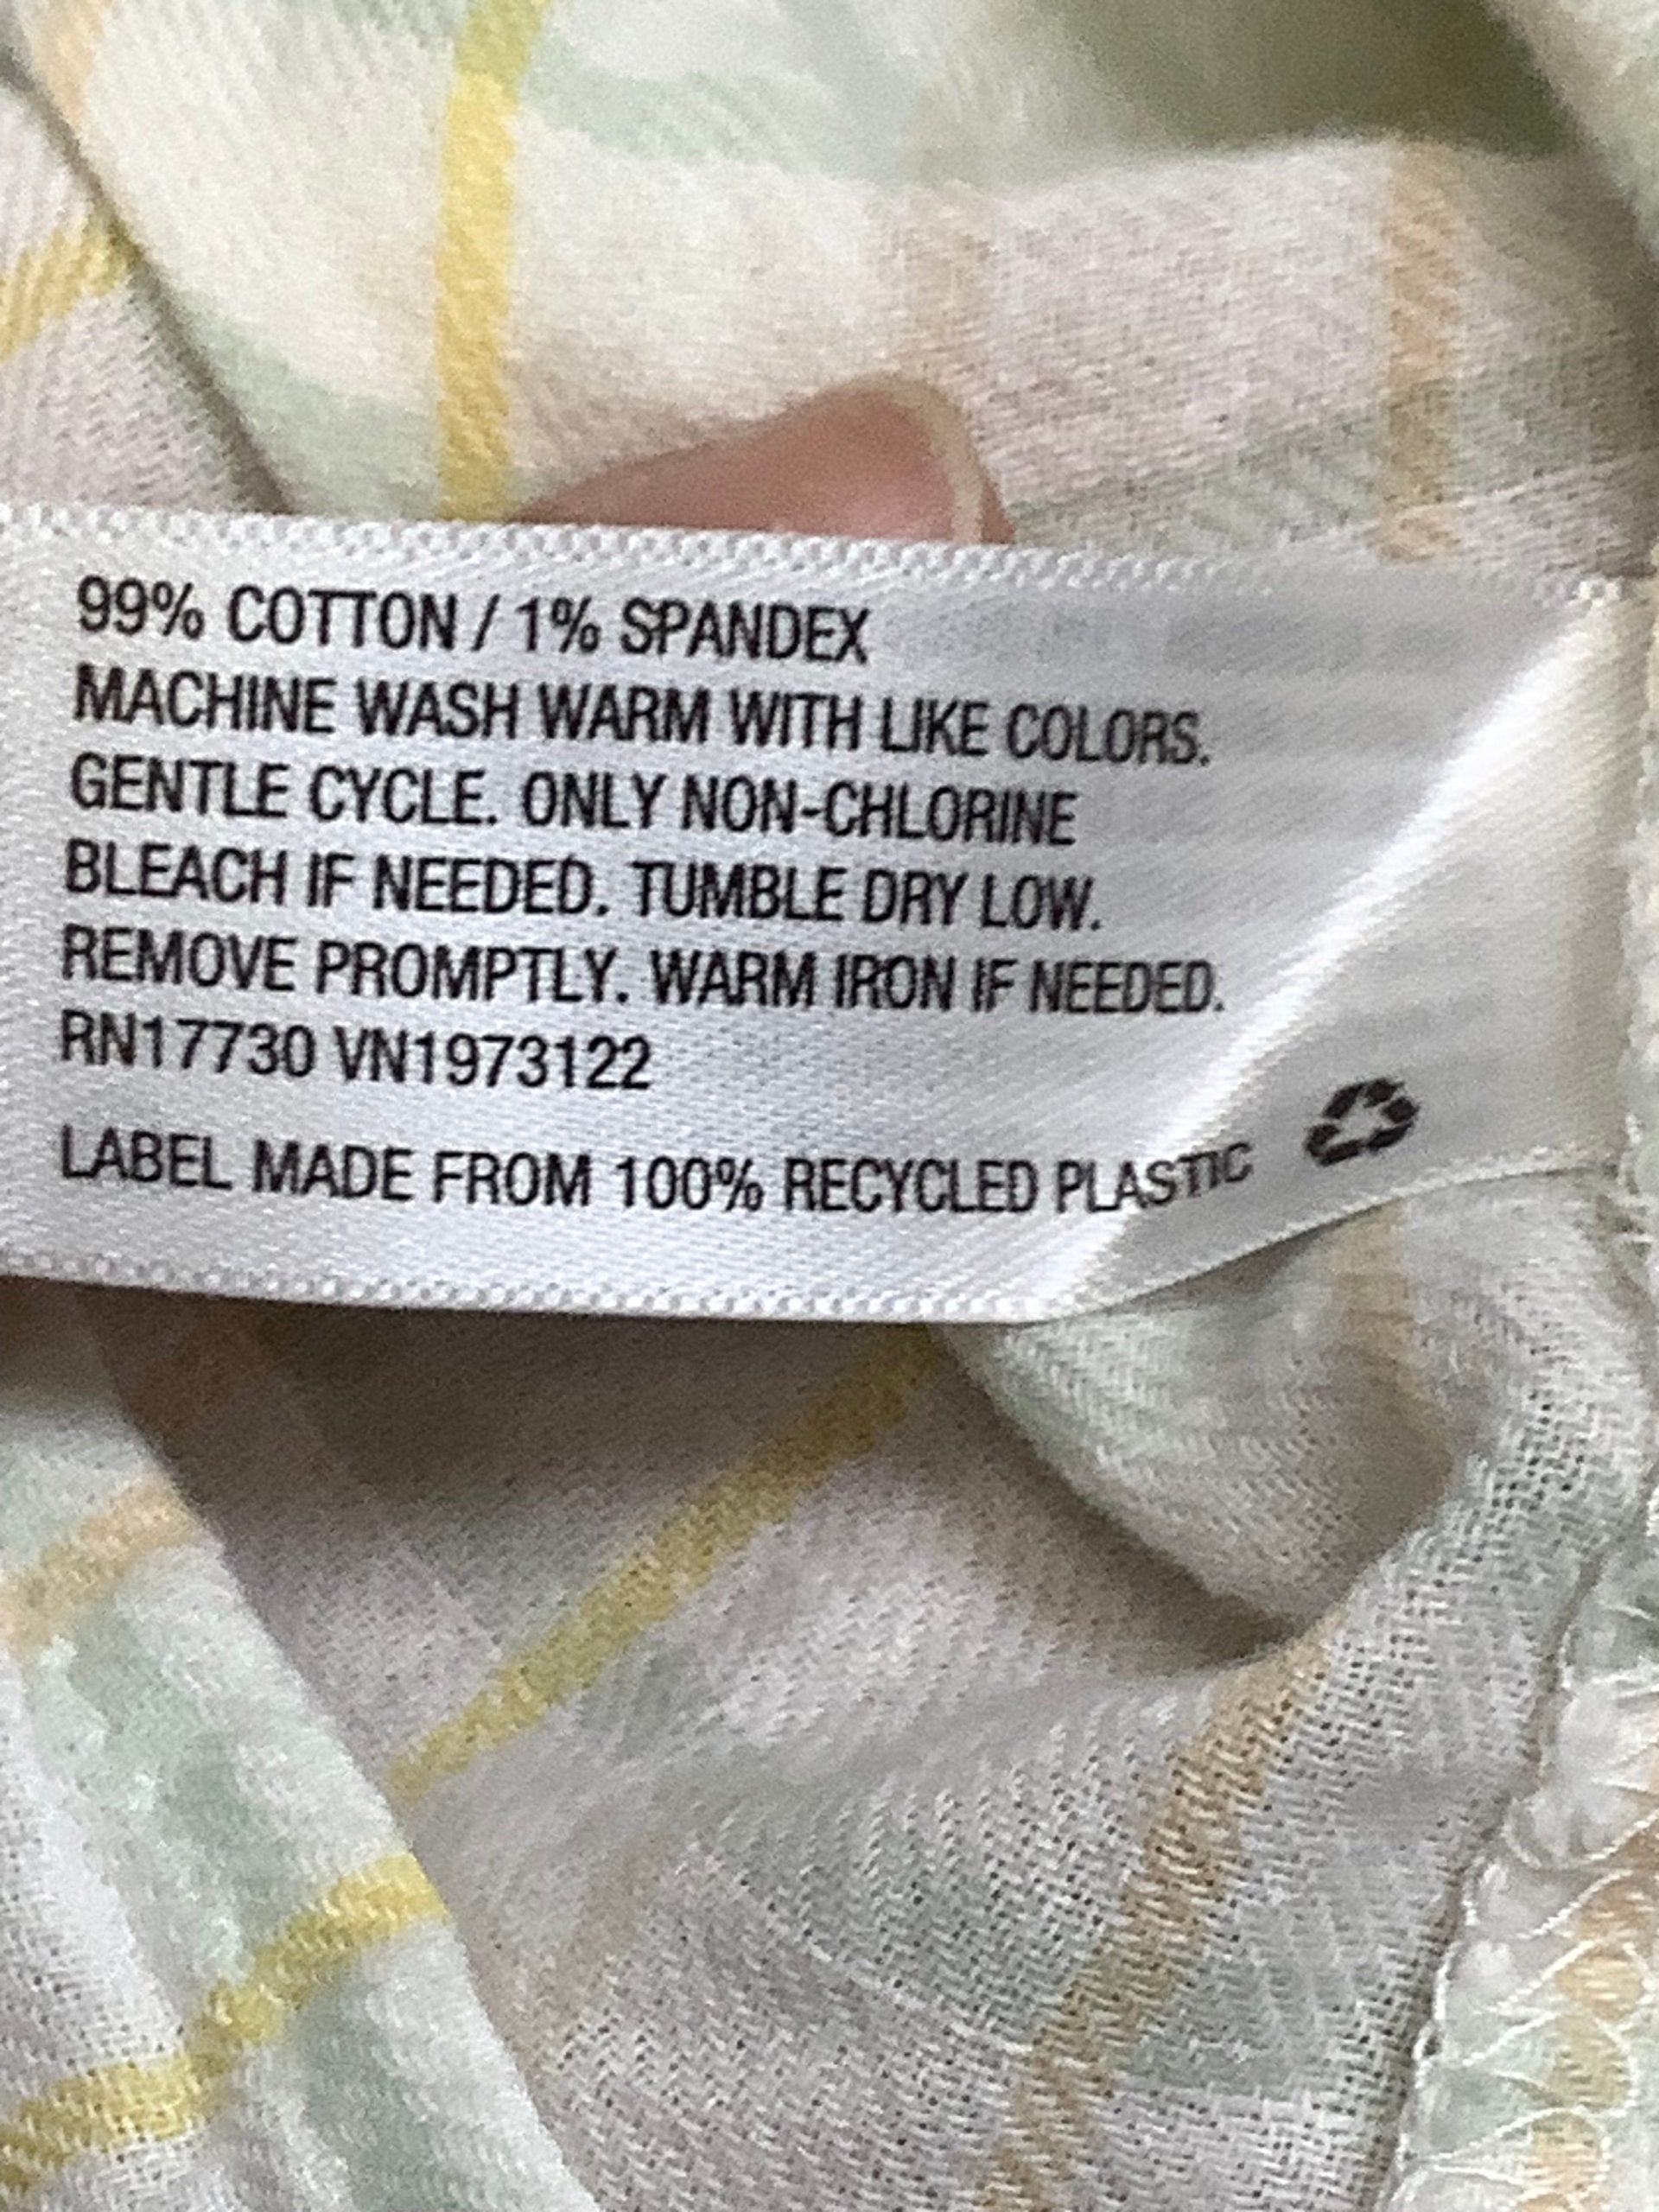 99% COTTON / 1% SPANDEX
MACHINE WASH WARM WITH LIKE COLORS.
GENTLE CYCLE. ONLY NON-CHLORINE
BLEACH IF NEEDED. TUMBLE DRY LOW.
REMOVE PROMPTLY. WARM IRON IF NEEDED.
RN17730 VN1973122
LABEL MADE FROM 100% RECYCLED PLASTIC